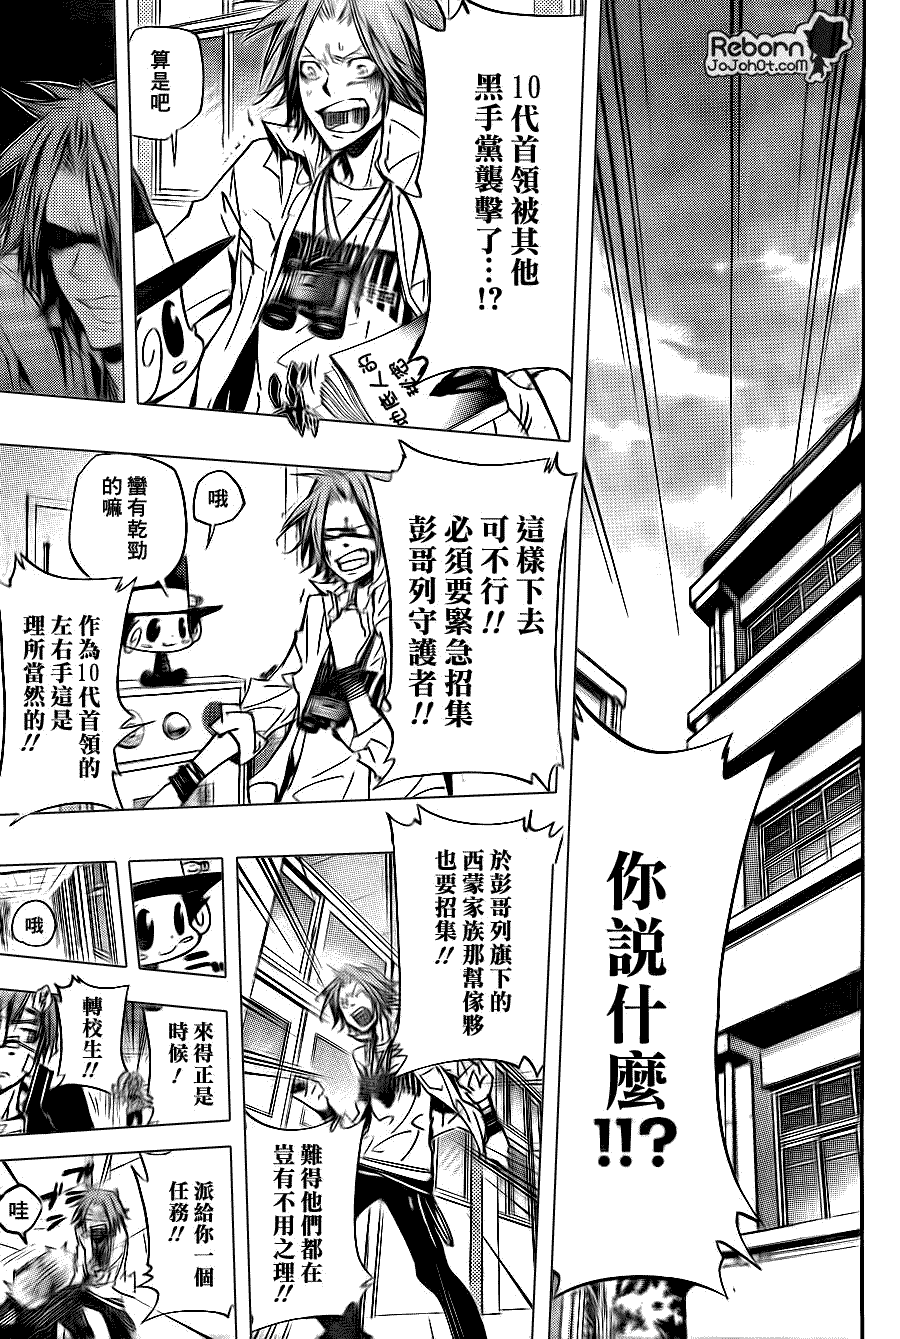 Reborn
JoJoHOt.com
你說什麼!!?
10代首領被其他
黑手黨襲擊了…!?
算是吧
地底人的
這樣下去
可不行!!
必須要緊急招集
彭哥列守護者!!
哦
蠻有乾勁
的嘛
作為10代首領的
左右手這是
理所當然的!!
於彭哥列旗下的
西蒙家族那幫傢夥
也要招集!!
難得他們都在
豈有不用之理!!
哦
來得正是
時候!
轉校生!!
派給你一個
任務!!
哇